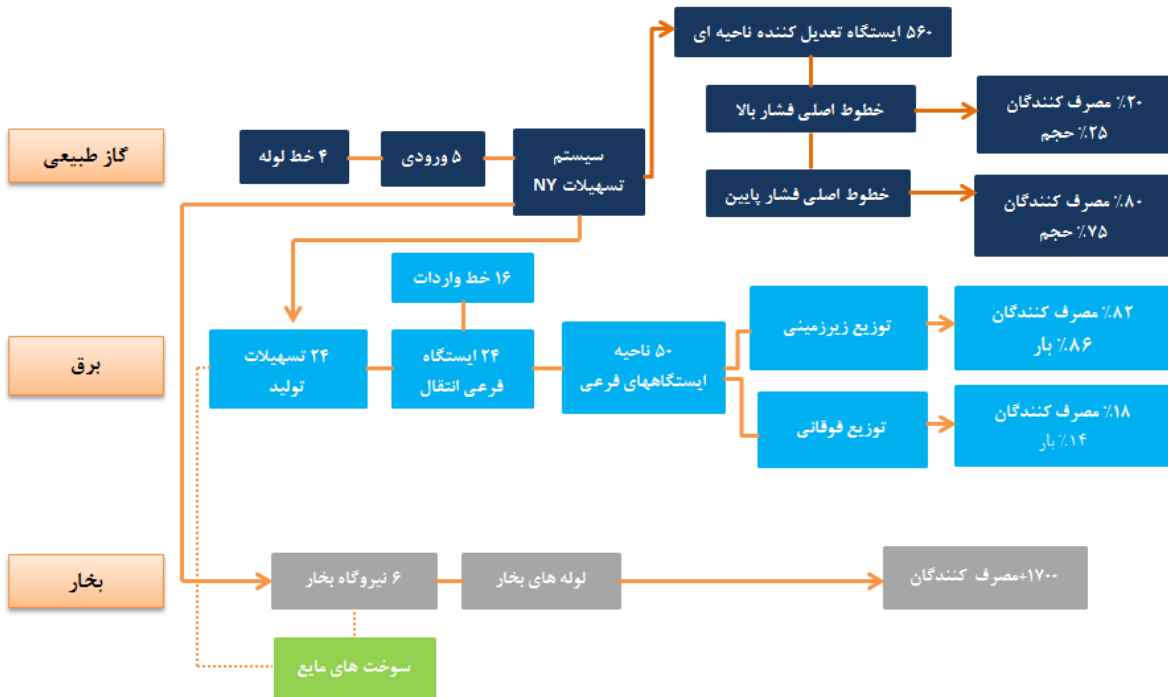 ۵۶۰ ایستگاه تعدیل کننده ناحیه ای
گاز طبیعی
۴ خط لوله
۵ ورودی
سیستم
تسهیلات NY
خطوط اصلی فشار بالا
٪۲۰ مصرف کنندگان
٪۲۵ حجم
خطوط اصلی فشار پایین
٪۸۰ مصرف کنندگان
٪۷۵ حجم
۱۶ خط واردات
برق
۲۴ تسهیلات
تولید
۲۴ ایستگاه
فرعی انتقال
۵۰ ناحیه
ایستگاههای فرعی
توزیع زیرزمینی
٪۸۲ مصرف کنندگان
٪۸۶ بار
توزیع فوقانی
٪۱۸ مصرف کنندگان
٪۱۴ بار
بخار
۶ نیروگاه بخار
لوله های بخار
۱۷۰۰+مصرف کنندگان
سوخت های مایع